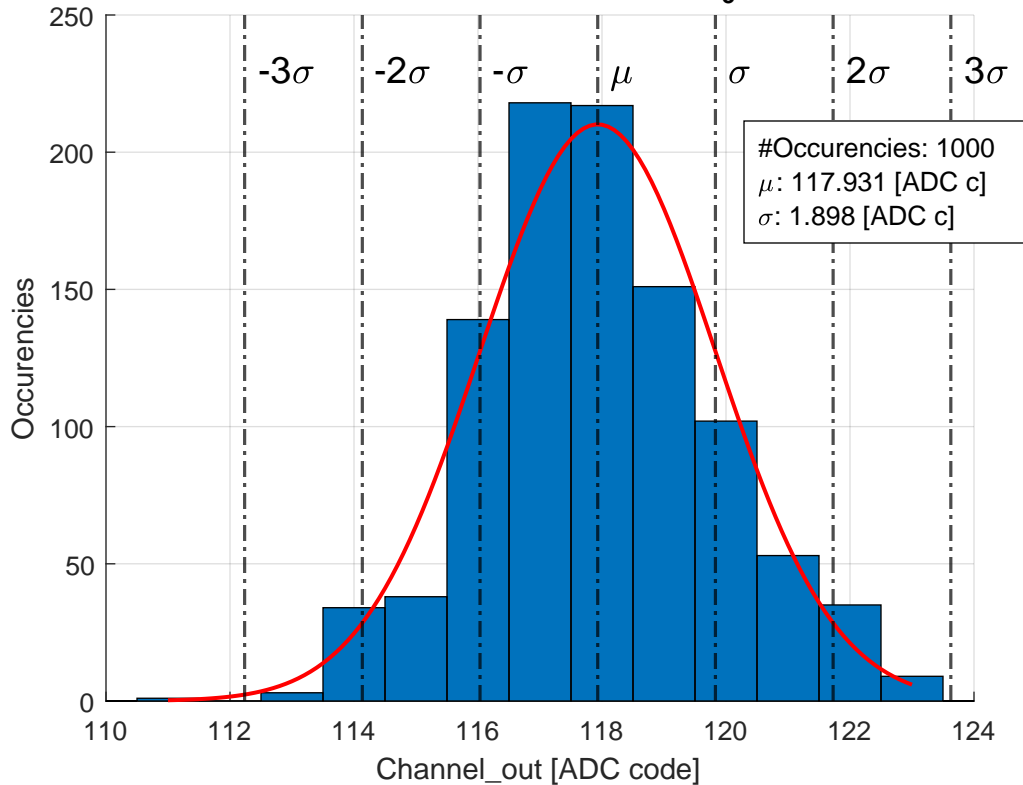 250
200
150
100
50
0
-3σ
-2σ
-σ
μ
σ
2σ
3σ
#Occurencies: 1000
μ: 117.931 [ADC c]
σ: 1.898 [ADC c]
Occurencies
110
112
114
116
118
120
122
124
Channel_out [ADC code]